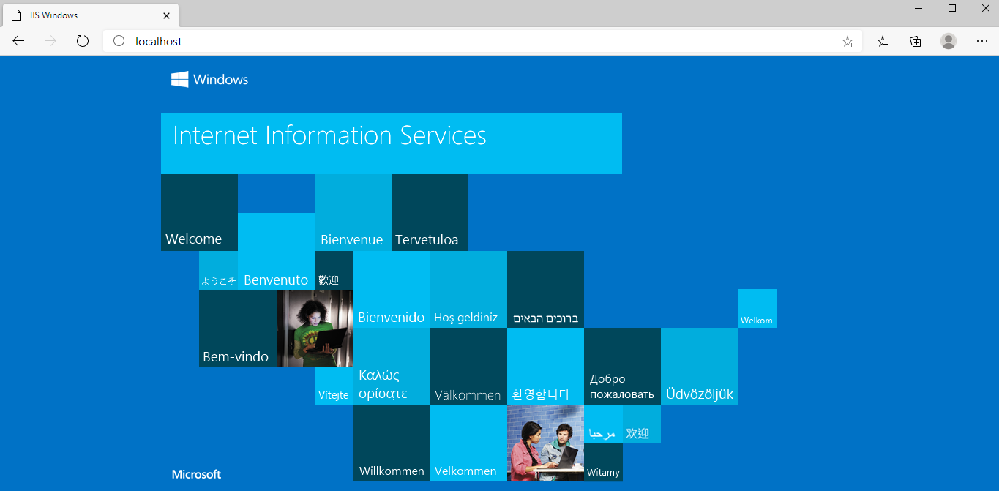 IIS Windows
localhost
Windows
Internet Information Services
Welcome
Bienvenue
Tervetuloa
ようこそ
Benvenuto
歡迎
Bienvenido
Hoş geldiniz
ברוכים הבאים
Welkom
Bem-vindo
Vítejte
Καλώς
ορίσατε
Välkommen
환영합니다
Добро
пожаловать
Üdvözöljük
مرحبا
欢迎
Willkommen
Velkommen
Witamy
Microsoft